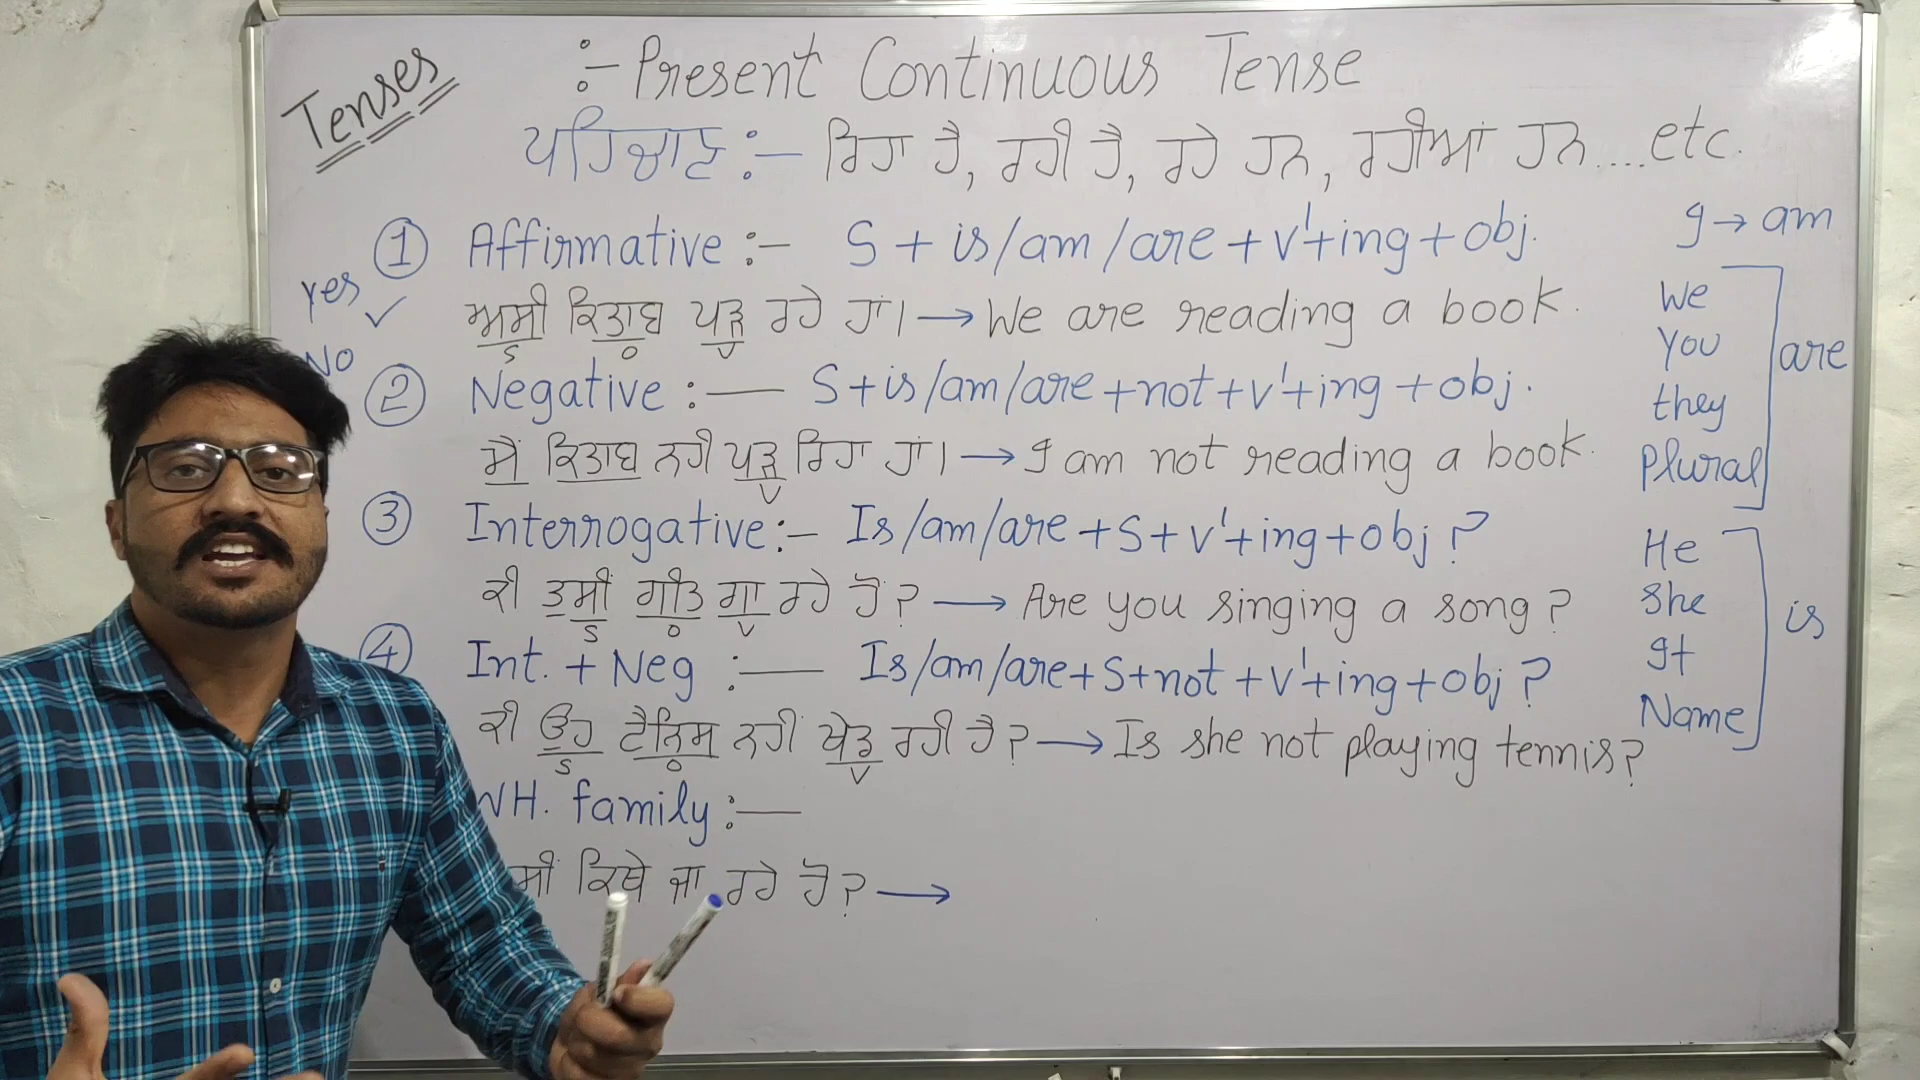 Tenses
:- Present Continuous Tense
ਪਹਿਚਾਣ :- ਰਿਹਾ ਹੈ, ਰਹੀ ਹੈ, ਰਹੇ ਹਨ, ਰਹੀਆਂ ਹਨ....etc.
① Affirmative :- S + is/am/are + V¹+ing + obj.
yes ✓
ਅਸੀ ਕਿਤਾਬ ਪੜ੍ਹ ਰਹੇ ਹਾਂ। → We are reading a book.
S O V
No
② Negative :— S+is/am/are+not+V¹+ing+obj.
ਮੈਂ ਕਿਤਾਬ ਨਹੀ ਪੜ੍ਹ ਰਿਹਾ ਹਾਂ। → I am not reading a book.
V
③ Interrogative:- Is/am/are+S+V¹+ing+obj?
ਕੀ ਤੁਸੀ ਗੀਤ ਗਾ ਰਹੇ ਹੋ? → Are you singing a song?
S O V
④ Int. + Neg :— Is/am/are+S+not+V¹+ing+obj?
ਕੀ ਉਹ ਟੈਨਿਸ ਨਹੀ ਖੇਡ ਰਹੀ ਹੈ? → Is she not playing tennis?
S O V
WH. family :—
ਸੀਂ ਕਿਥੇ ਜਾ ਰਹੇ ਹੋ? →
I → am
We
You
they
Plural
are
He
She
It
Name
is